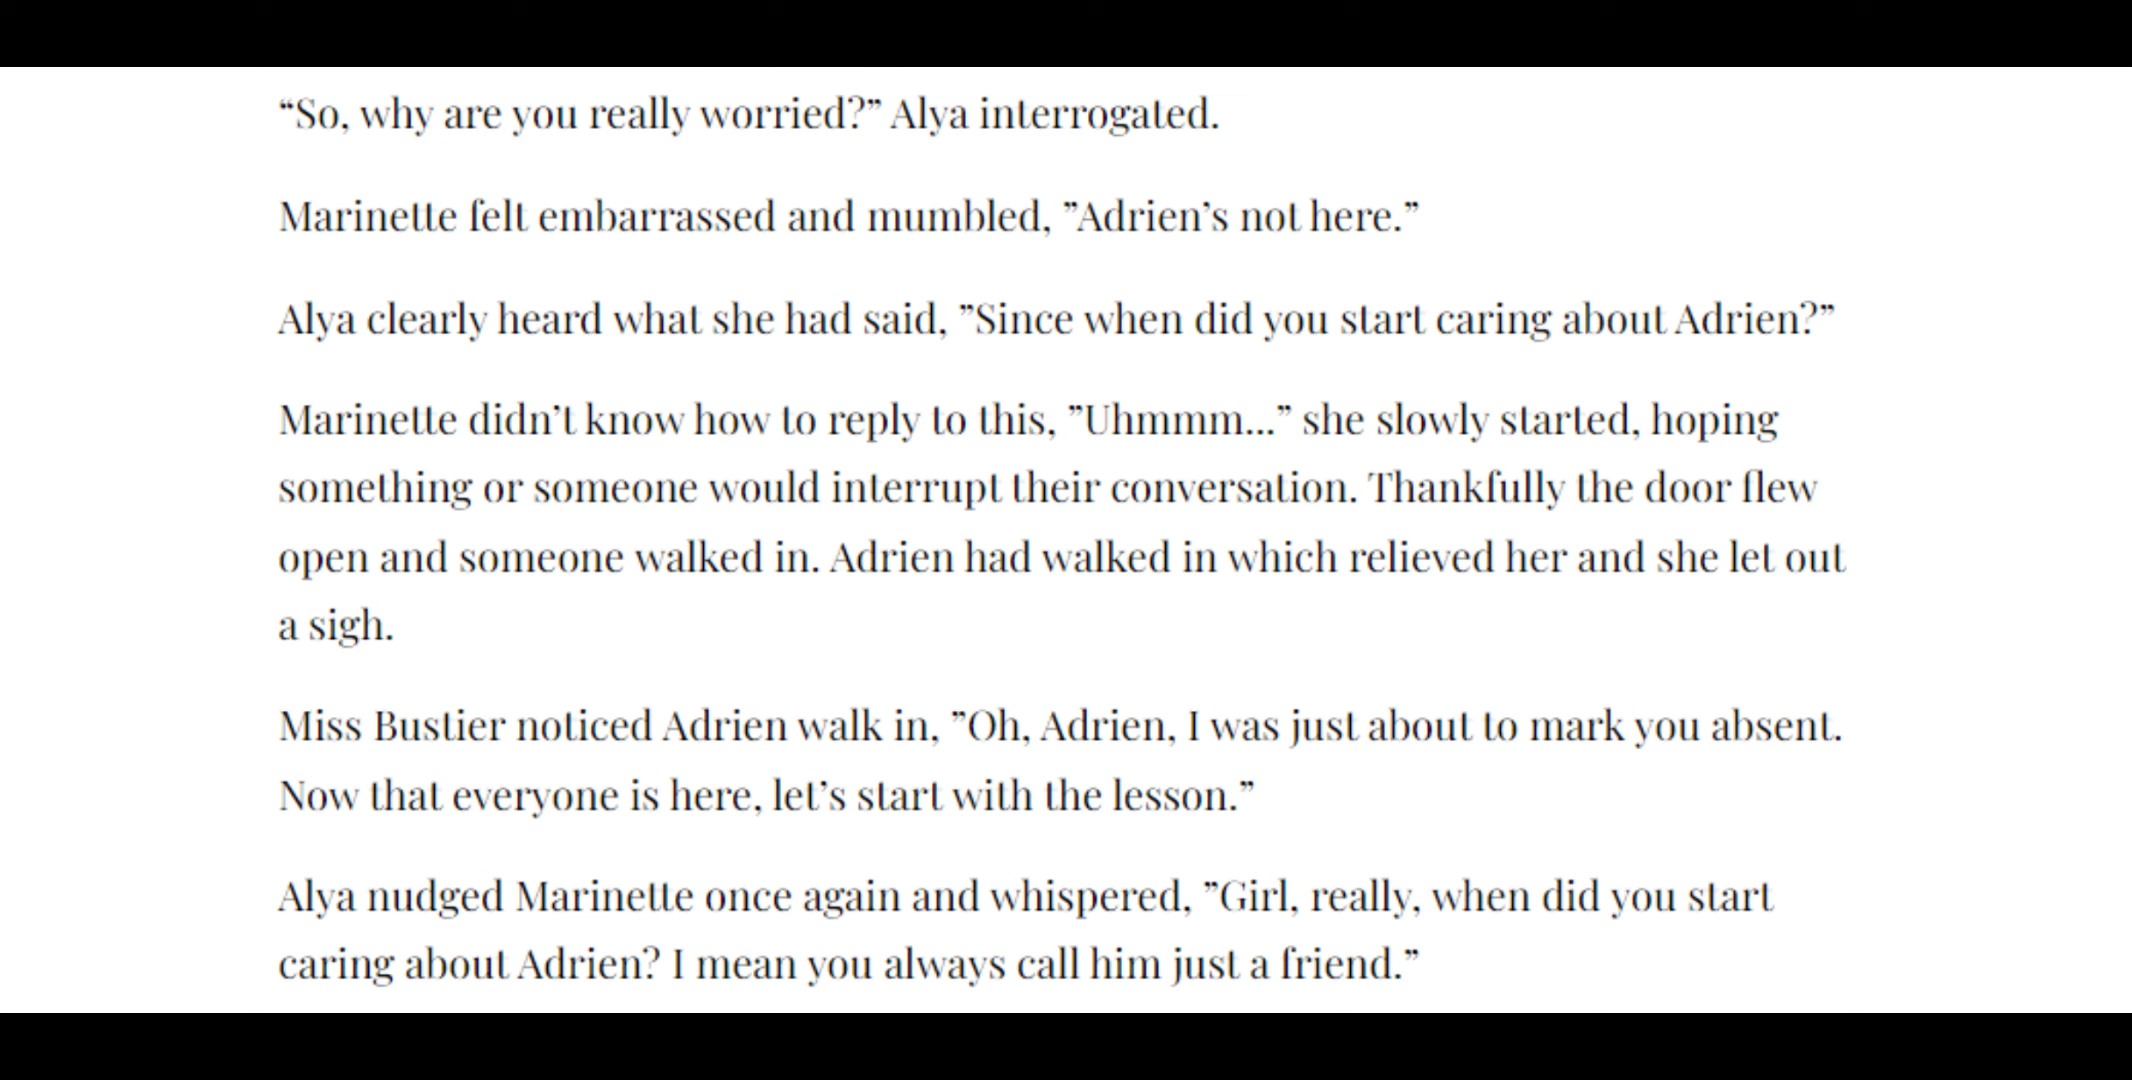 “So, why are you really worried?” Alya interrogated.
Marinette felt embarrassed and mumbled, ”Adrien’s not here.”
Alya clearly heard what she had said, ”Since when did you start caring about Adrien?”
Marinette didn’t know how to reply to this, ”Uhmmm...” she slowly started, hoping
something or someone would interrupt their conversation. Thankfully the door flew
open and someone walked in. Adrien had walked in which relieved her and she let out
a sigh.
Miss Bustier noticed Adrien walk in, ”Oh, Adrien, I was just about to mark you absent.
Now that everyone is here, let’s start with the lesson.”
Alya nudged Marinette once again and whispered, ”Girl, really, when did you start
caring about Adrien? I mean you always call him just a friend.”